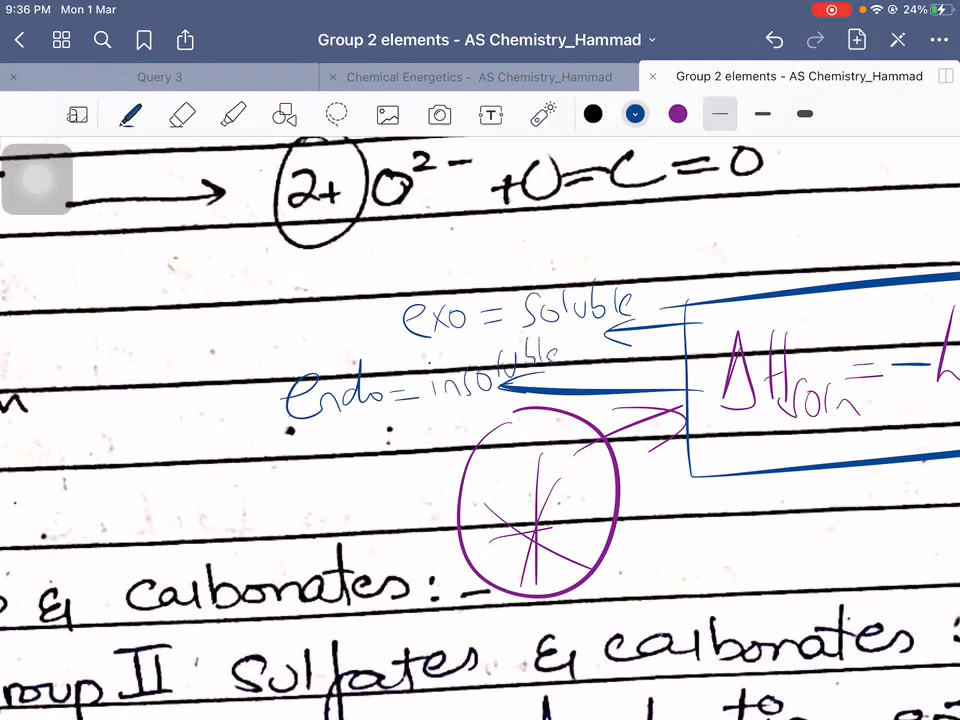 9:36 PM Mon 1 Mar
24%
Group 2 elements - AS Chemistry_Hammad
Query 3
Chemical Energetics - AS Chemistry_Hammad
Group 2 elements - AS Chemistry_Hammad
2+ O²⁻ + O=C=O
exo = Soluble
endo = insoluble
ΔHsoln = -
& carbonates:-
roup II Sulfates & carbonates :